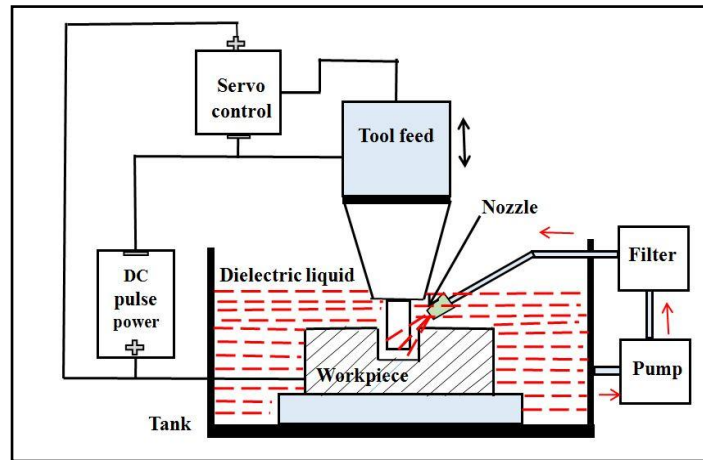 Servo
control
Tool feed
Nozzle
Filter
DC
pulse
power
Dielectric liquid
Workpiece
Pump
Tank